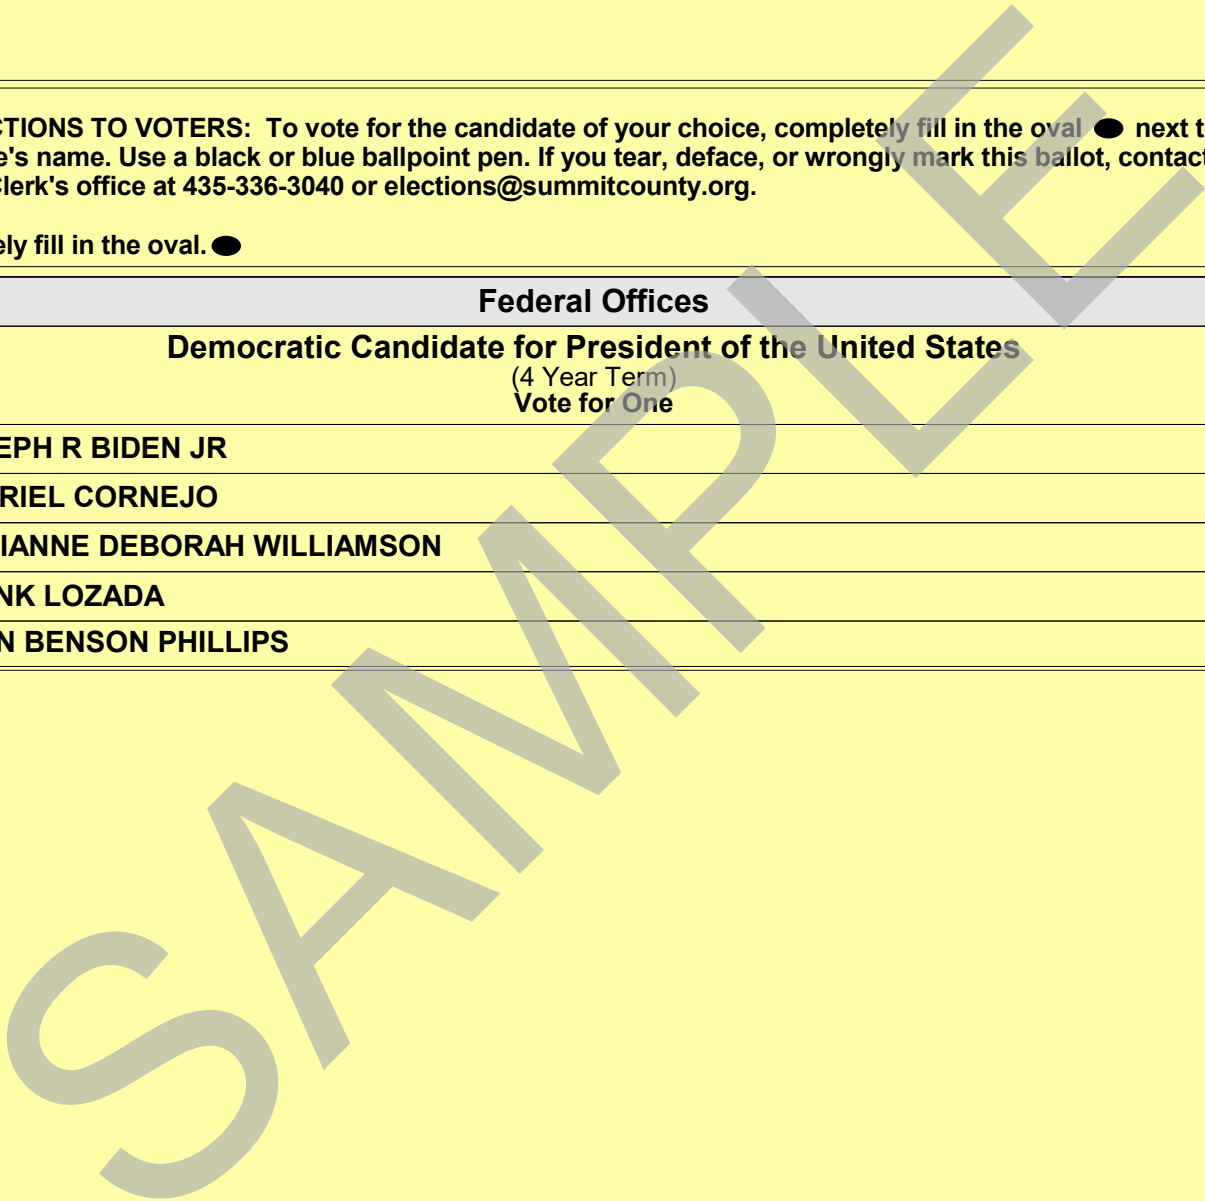 CTIONS TO VOTERS: To vote for the candidate of your choice, completely fill in the oval next t
e's name. Use a black or blue ballpoint pen. If you tear, deface, or wrongly mark this ballot, contact
Clerk's office at 435-336-3040 or elections@summitcounty.org.
ely fill in the oval.
Federal Offices
Democratic Candidate for President of the United States
(4 Year Term)
Vote for One
EPH R BIDEN JR
RIEL CORNEJO
IANNE DEBORAH WILLIAMSON
NK LOZADA
N BENSON PHILLIPS
SAMPLE